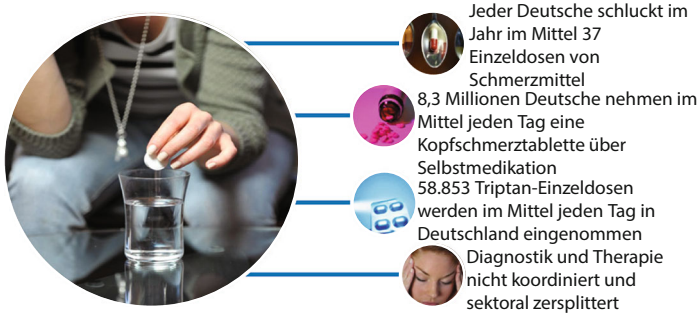 Jeder Deutsche schluckt im
Jahr im Mittel 37
Einzeldosen von
Schmerzmittel
8,3 Millionen Deutsche nehmen im
Mittel jeden Tag eine
Kopfschmerztablette über
Selbstmedikation
58.853 Triptan-Einzeldosen
werden im Mittel jeden Tag in
Deutschland eingenommen
Diagnostik und Therapie
nicht koordiniert und
sektoral zersplittert